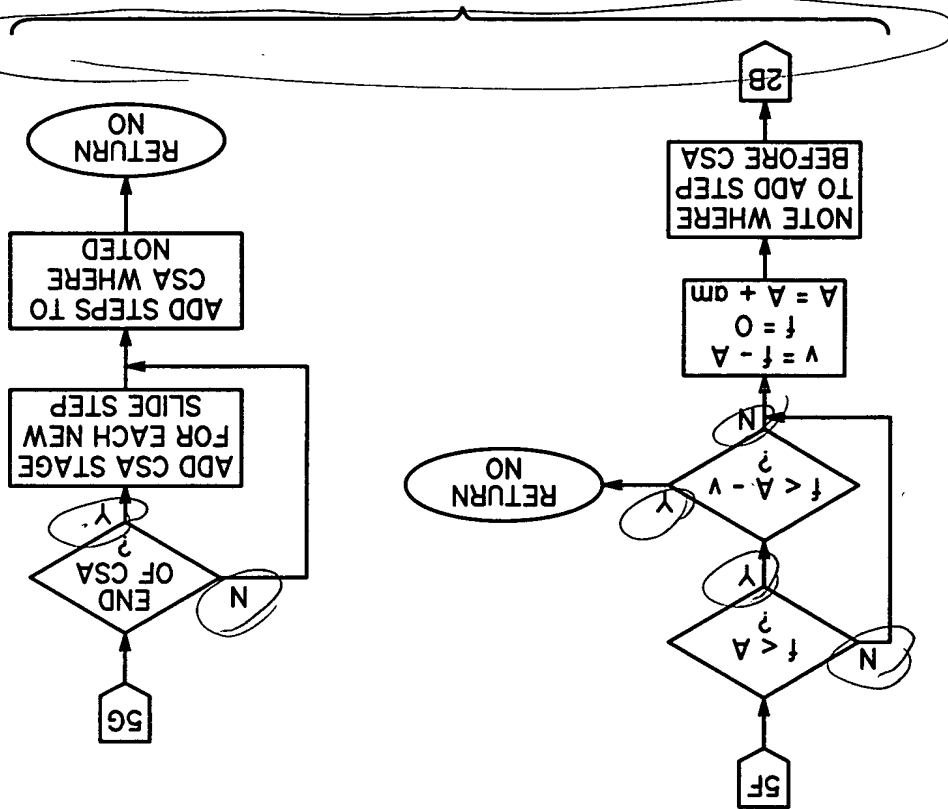 5F
f < A
?
N
Y
f < A - v
?
Y
N
RETURN
NO
v = f - A
f = 0
A = A + am
NOTE WHERE
TO ADD STEP
BEFORE CSA
2B
5G
END
OF CSA
?
N
Y
ADD CSA STAGE
FOR EACH NEW
SLIDE STEP
ADD STEPS TO
CSA WHERE
NOTED
RETURN
NO